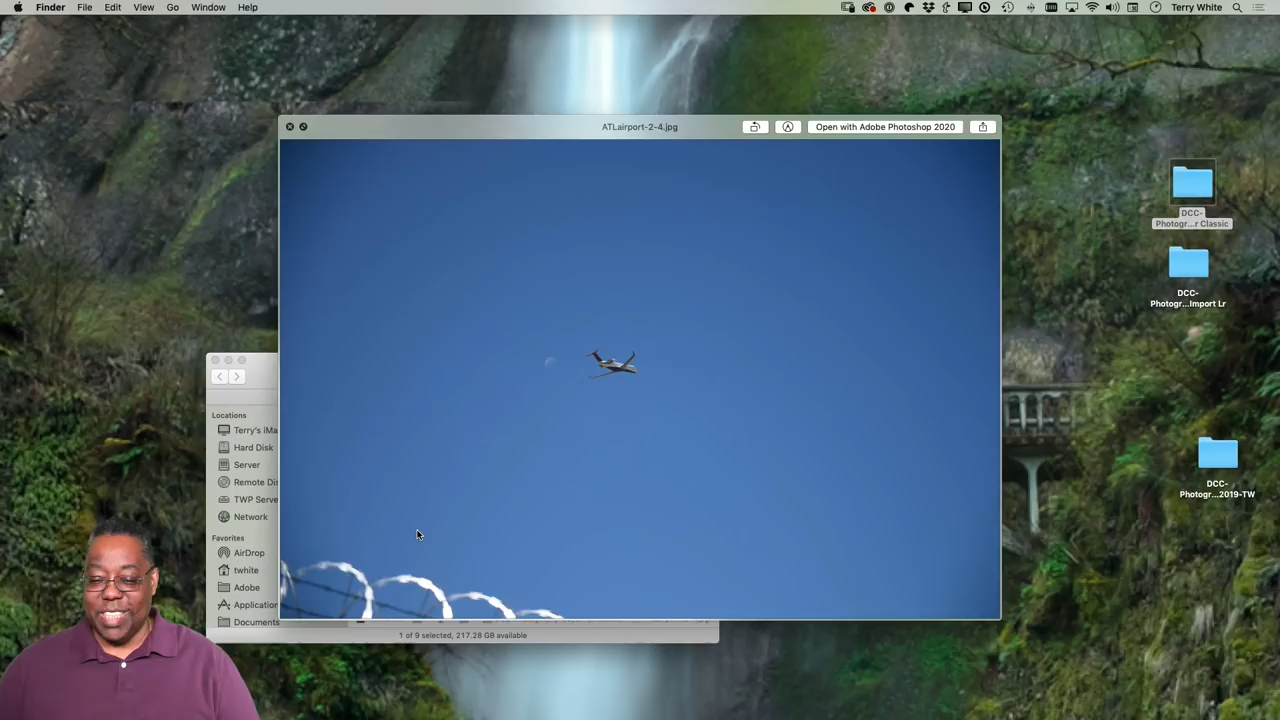 Finder File Edit View Go Window Help Terry White
ATLairport-2-4.jpg Open with Adobe Photoshop 2020
DCC-
Photogr...r Classic
DCC-
Photogr...Import Lr
DCC-
Photogr...2019-TW
Locations
Terry's iMa
Hard Disk
Server
Remote Dis
TWP Serve
Network
Favorites
AirDrop
twhite
Adobe
Application
Documents
1 of 9 selected, 217.28 GB available